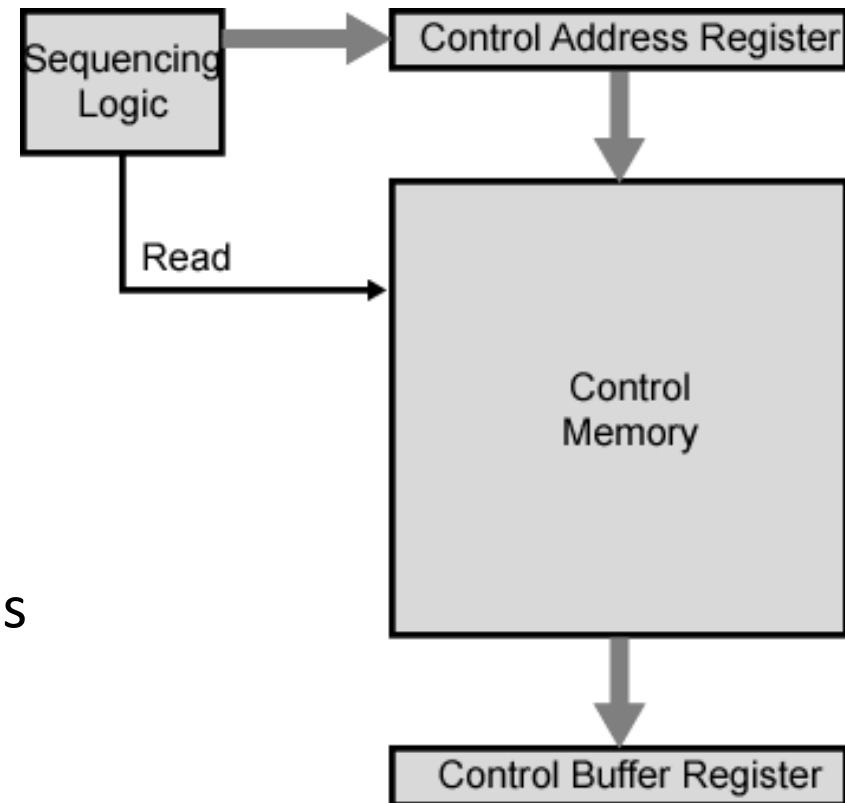 Sequencing
Logic
Control Address Register
Read
Control
Memory
s
Control Buffer Register